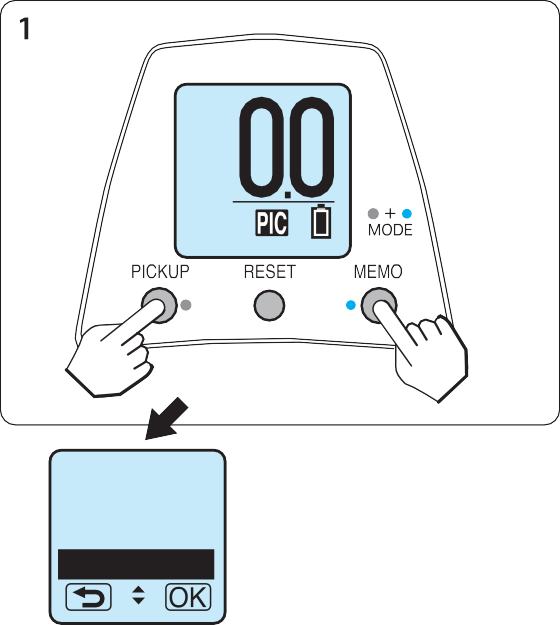 1
0.0
PIC
+
MODE
PICKUP RESET MEMO
OK